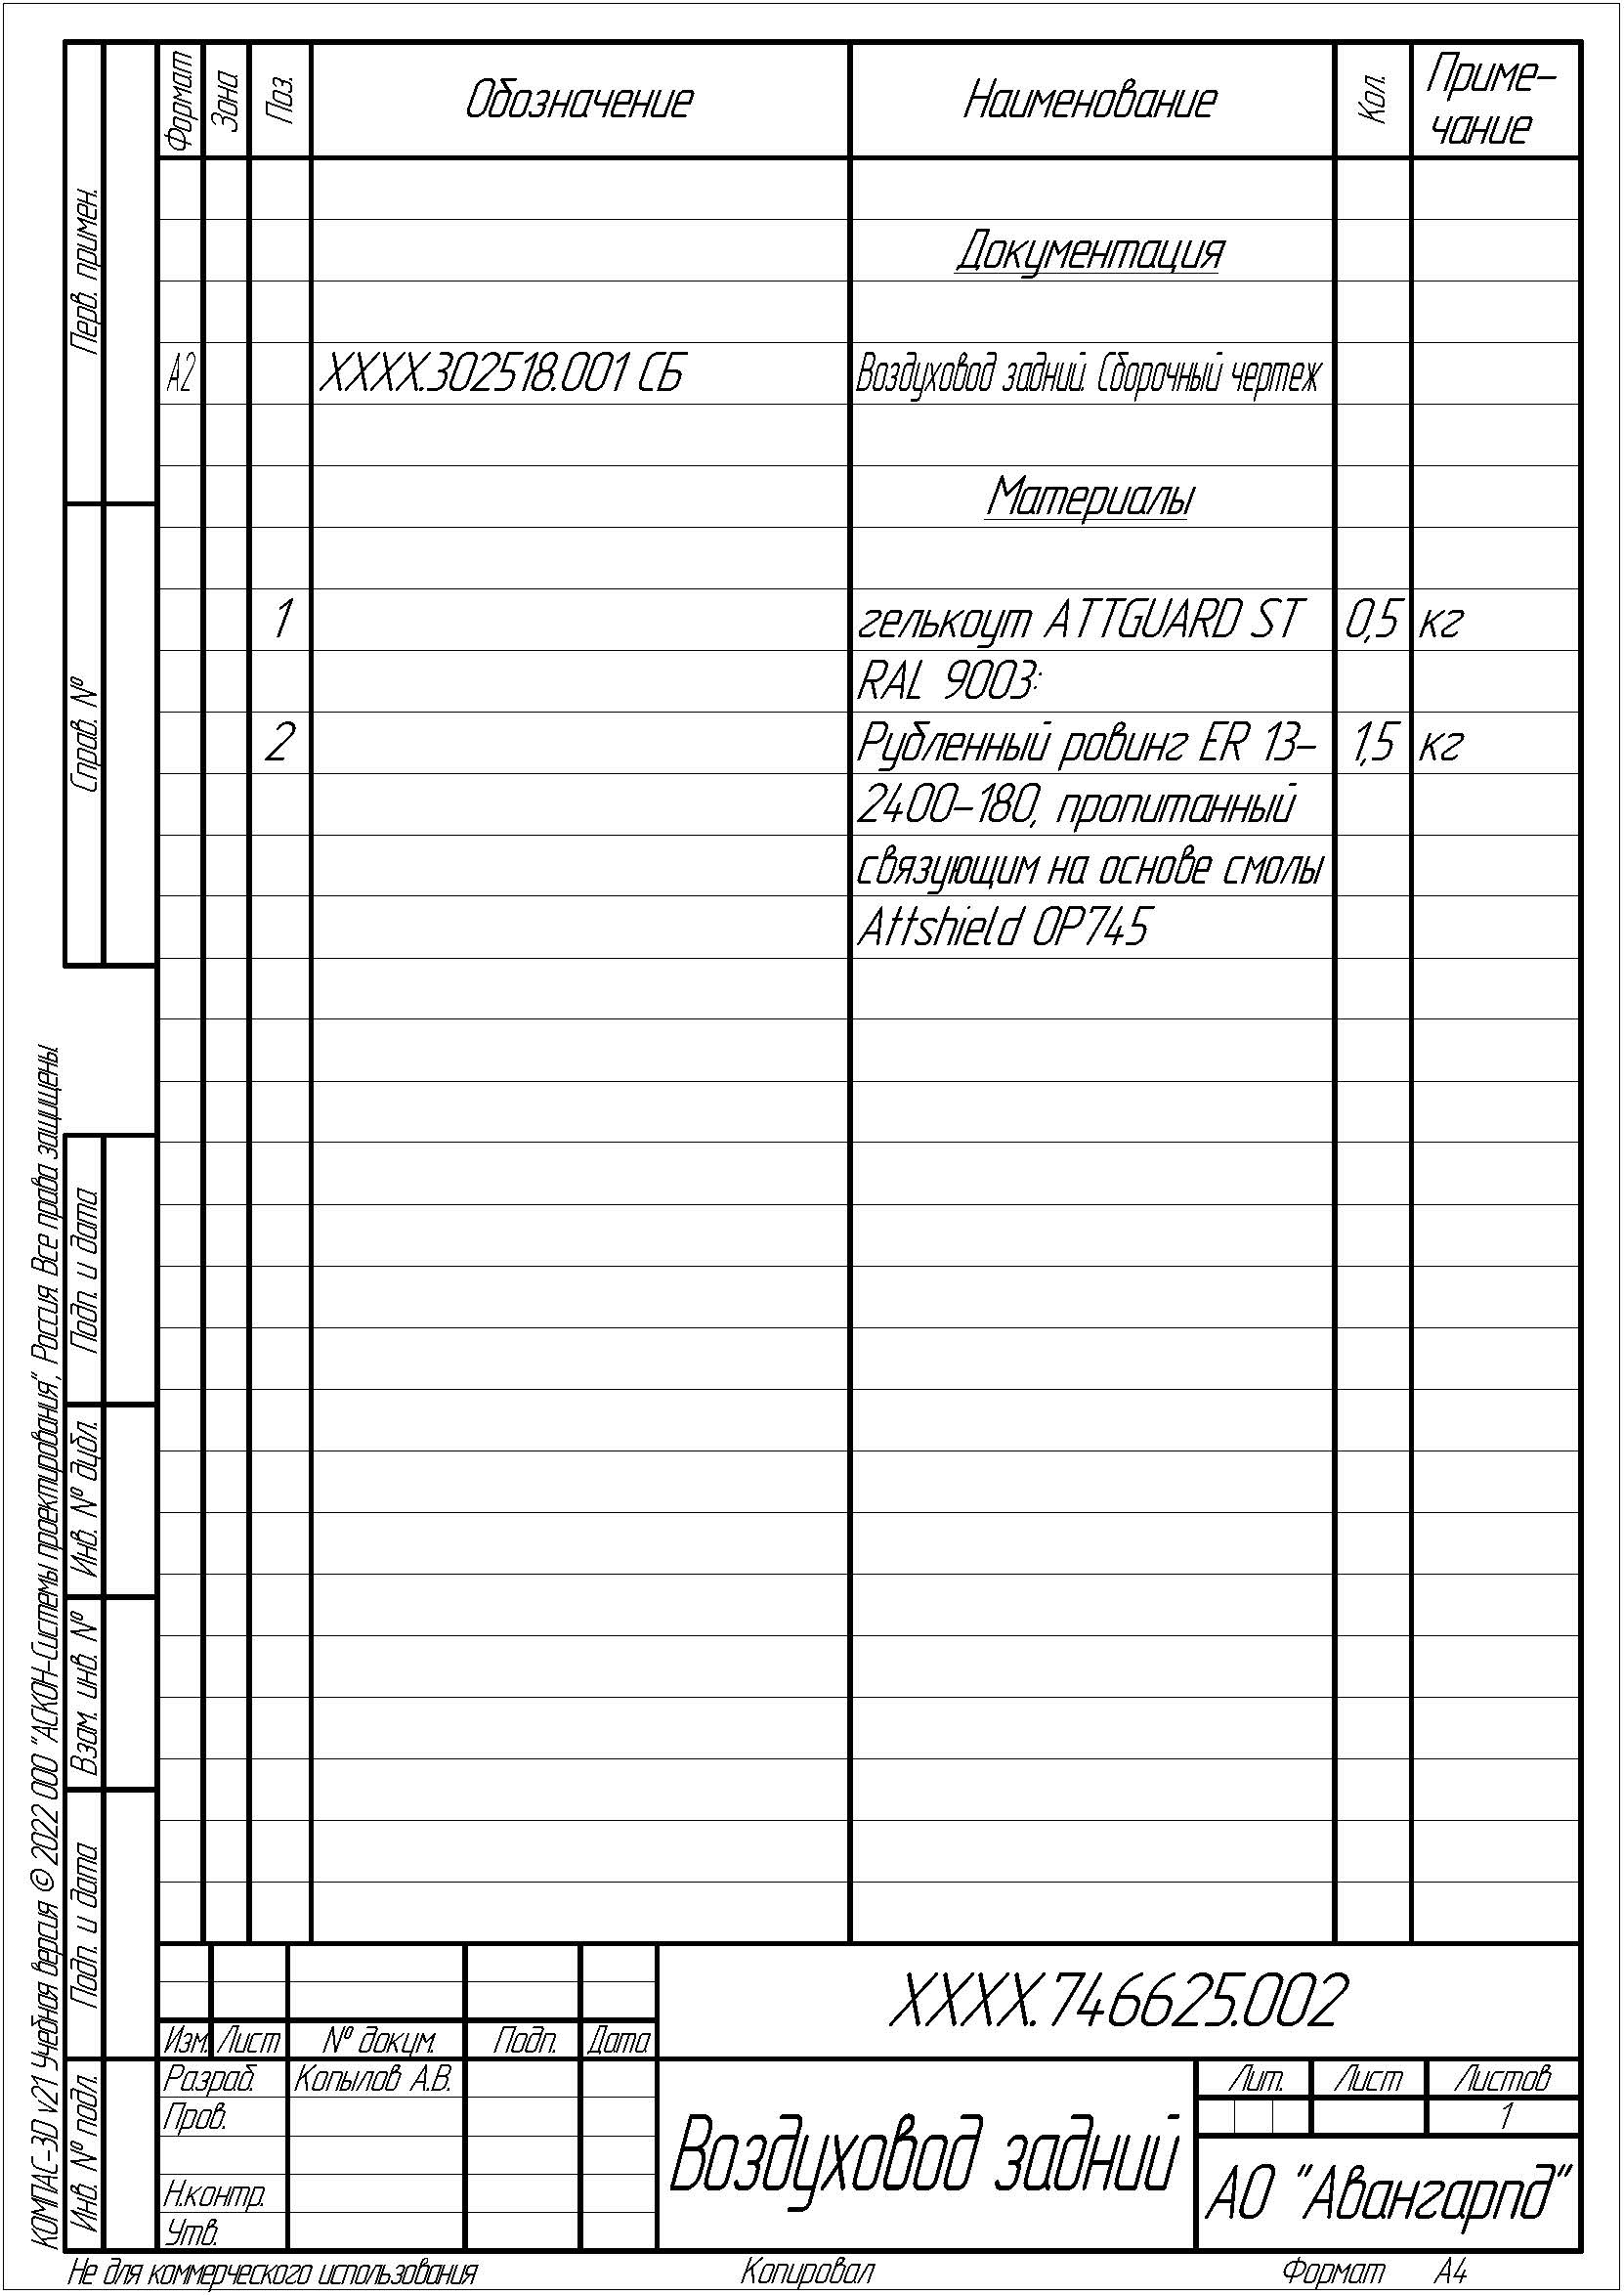 Формат Зона Поз. Обозначение Наименование Кол. Приме-
чание
Документация
А2 XXXX.302518.001 СБ Воздуховод задний. Сборочный чертеж
Материалы
1 гелькоут ATTGUARD ST 0,5 кг
RAL 9003:
2 Рубленный ровинг ER 13- 1,5 кг
2400-180, пропитанный
связующим на основе смолы
Attshield OP745
Перв. примен.
Справ. №
Подп. и дата
Инв. № дубл.
Взам. инв. №
Подп. и дата
Инв. № подл.
КОМПАС-3D v21 Учебная версия © 2022 ООО "АСКОН-Системы проектирования", Россия. Все права защищены.
XXXX.746625.002
Изм. Лист № докум. Подп. Дата
Разраб. Копылов А.В.
Пров.
Н.контр.
Утв.
Воздуховод задний
Лит. Лист Листов
1
АО "Авангарпд"
Не для коммерческого использования Копировал Формат А4